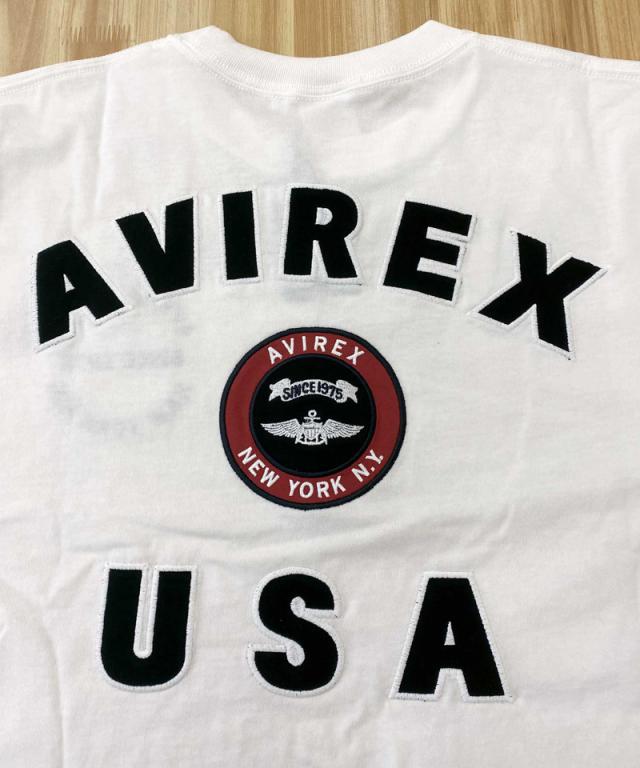 AVIREX
AVIREX
SINCE 1975
NEW YORK N.Y.
USA